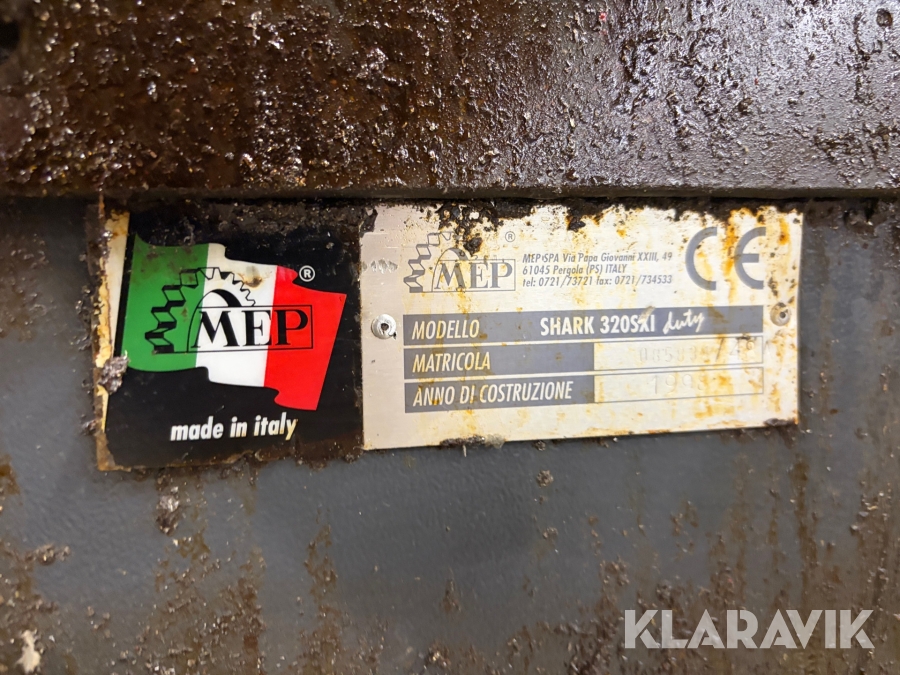 MEP ®
made in italy
MEP ®
MEP SPA Via Papa Giovanni XXIII, 49
61045 Pergola (PS) ITALY
tel: 0721/73721 fax: 0721/734533
CE
MODELLO SHARK 320SXI duty
MATRICOLA
ANNO DI COSTRUZIONE
KLARAVIK